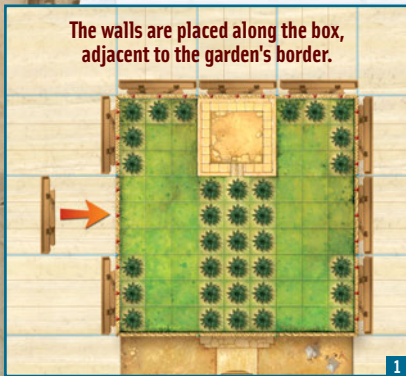 The walls are placed along the box,
adjacent to the garden's border.
1